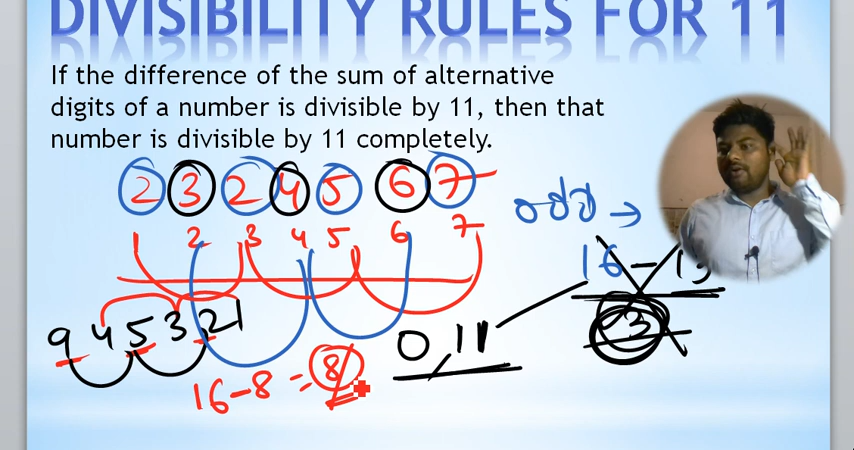 DIVISIBILITY RULES FOR 11
If the difference of the sum of alternative
digits of a number is divisible by 11, then that
number is divisible by 11 completely.
2 3 2 4 5 6 7
odd →
1 2 3 4 5 6 7
16 - 13
945321
0, 11
3
16-8 = 8